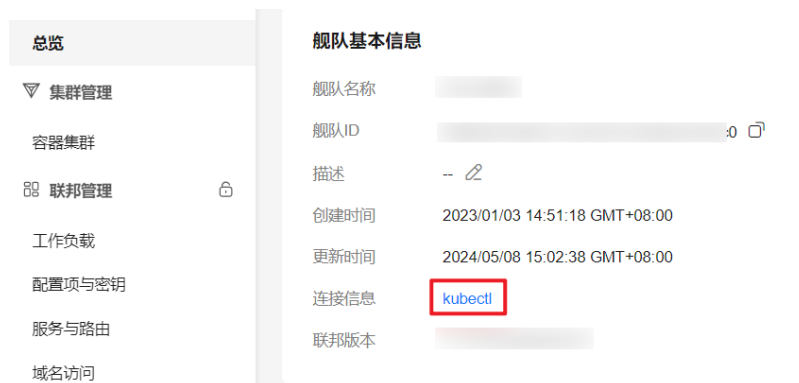 总览
集群管理
容器集群
联邦管理
工作负载
配置项与密钥
服务与路由
域名访问
舰队基本信息
舰队名称
舰队ID :0
描述 --
创建时间 2023/01/03 14:51:18 GMT+08:00
更新时间 2024/05/08 15:02:38 GMT+08:00
连接信息 kubectl
联邦版本